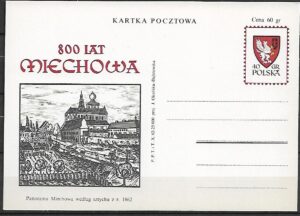 KARTKA POCZTOWA
Cena 60 gr
800 LAT
MIECHOWA
40 GR
POLSKA
Panorama Miechowa według sztychu z r. 1862